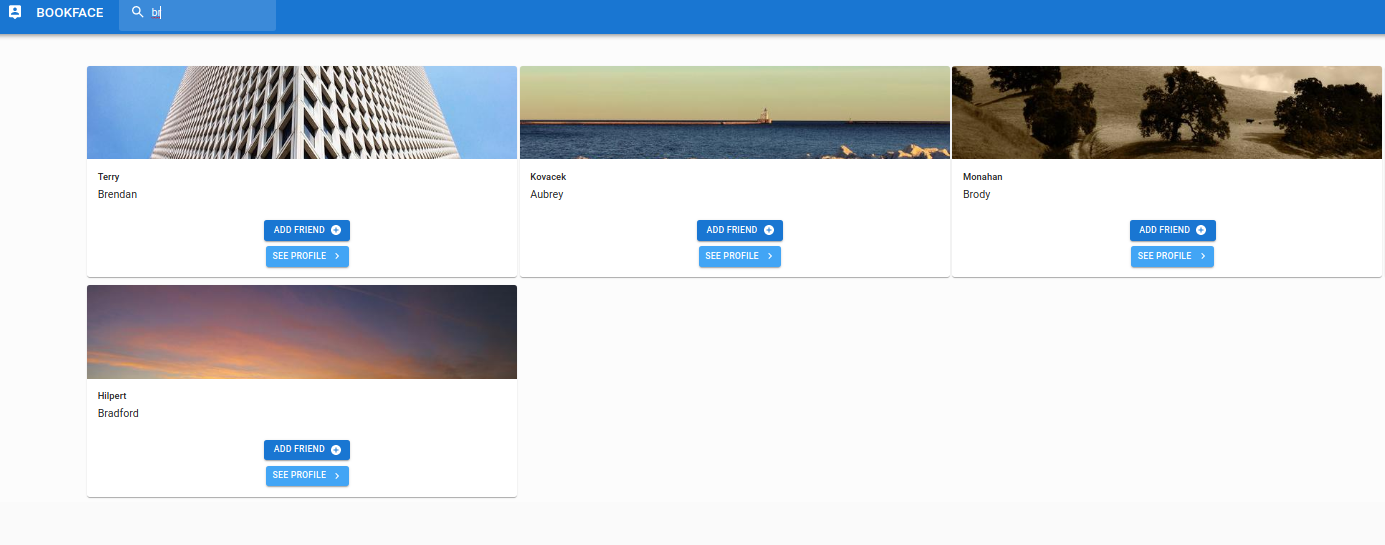 BOOKFACE
br
Terry
Brendan
ADD FRIEND
SEE PROFILE
Kovacek
Aubrey
ADD FRIEND
SEE PROFILE
Monahan
Brody
ADD FRIEND
SEE PROFILE
Hilpert
Bradford
ADD FRIEND
SEE PROFILE